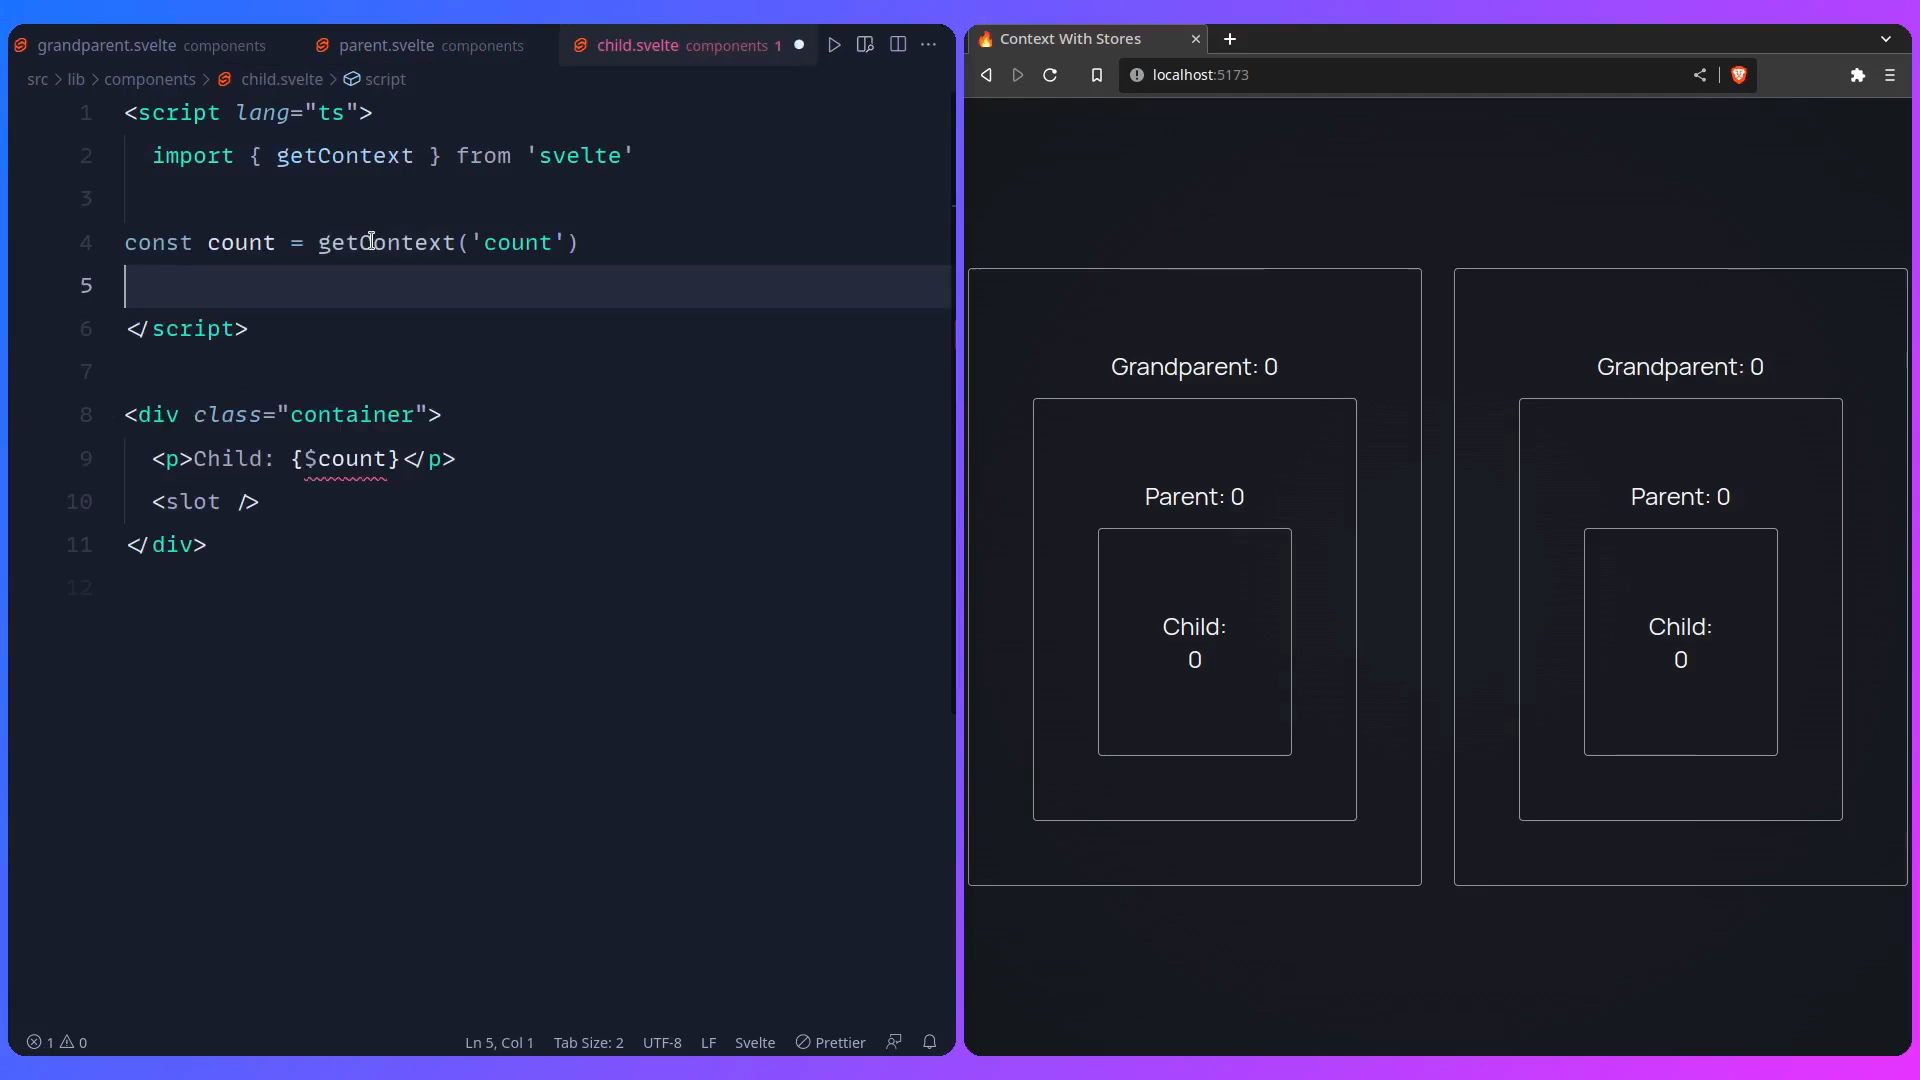 grandparent.svelte components parent.svelte components child.svelte components 1
src > lib > components > child.svelte > script
1 <script lang="ts">
2 import { getContext } from 'svelte'
3
4 const count = getContext('count')
5
6 </script>
7
8 <div class="container">
9 <p>Child: {$count}</p>
10 <slot />
11 </div>
12
1 0 Ln 5, Col 1 Tab Size: 2 UTF-8 LF Svelte Prettier
Context With Stores
localhost:5173
Grandparent: 0
Parent: 0
Child:
0
Grandparent: 0
Parent: 0
Child:
0